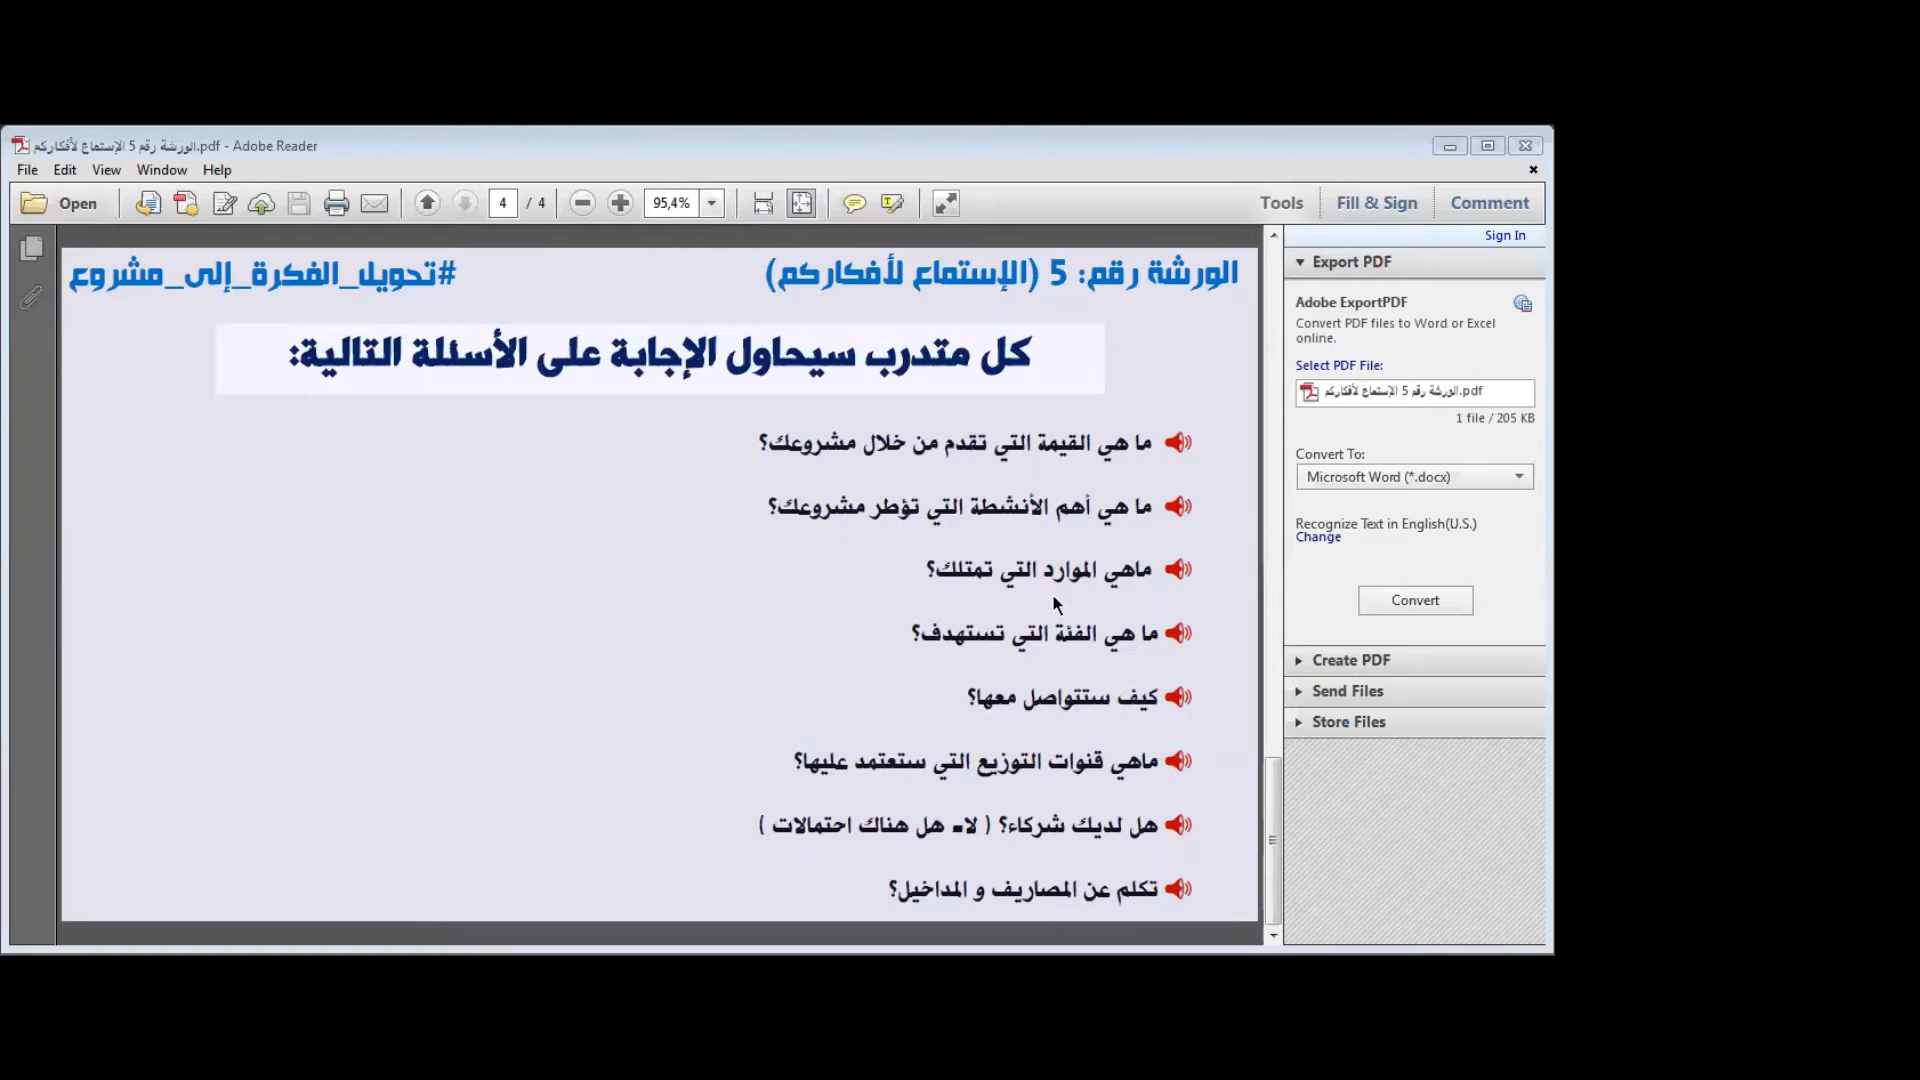 الورشة رقم 5 الإستماع لأفكاركم.pdf - Adobe Reader
File Edit View Window Help
Open 4 / 4 95,4% Tools Fill & Sign Comment
Sign In
الورشة رقم: 5 (الإستماع لأفكاركم) #تحويل_الفكرة_إلى_مشروع
كل متدرب سيحاول الإجابة على الأسئلة التالية:
ما هي القيمة التي تقدم من خلال مشروعك؟
ما هي أهم الأنشطة التي تؤطر مشروعك؟
ماهي الموارد التي تمتلك؟
ما هي الفئة التي تستهدف؟
كيف ستتواصل معها؟
ماهي قنوات التوزيع التي ستعتمد عليها؟
هل لديك شركاء؟ ( لا- هل هناك احتمالات )
تكلم عن المصاريف و المداخيل؟
Export PDF
Adobe ExportPDF
Convert PDF files to Word or Excel
online.
Select PDF File:
الورشة رقم 5 الإستماع لأفكاركم.pdf
1 file / 205 KB
Convert To:
Microsoft Word (*.docx)
Recognize Text in English(U.S.)
Change
Convert
Create PDF
Send Files
Store Files